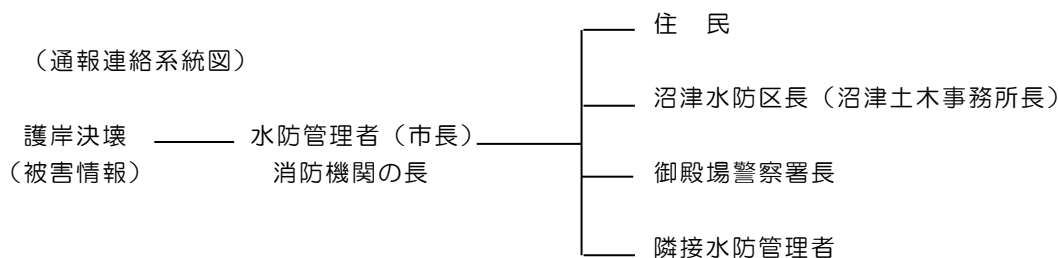 住　民
（通報連絡系統図）
沼津水防区長（沼津土木事務所長）
護岸決壊　水防管理者（市長）
（被害情報）　消防機関の長
御殿場警察署長
隣接水防管理者